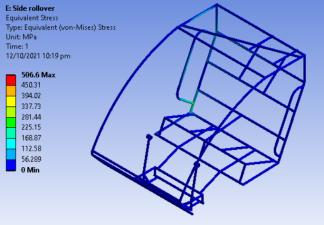 E: Side rollover
Equivalent Stress
Type: Equivalent (von-Mises) Stress
Unit: MPa
Time: 1
12/10/2021 10:19 pm
506.6 Max
450.31
394.02
337.73
281.44
225.15
168.87
112.58
56.289
0 Min